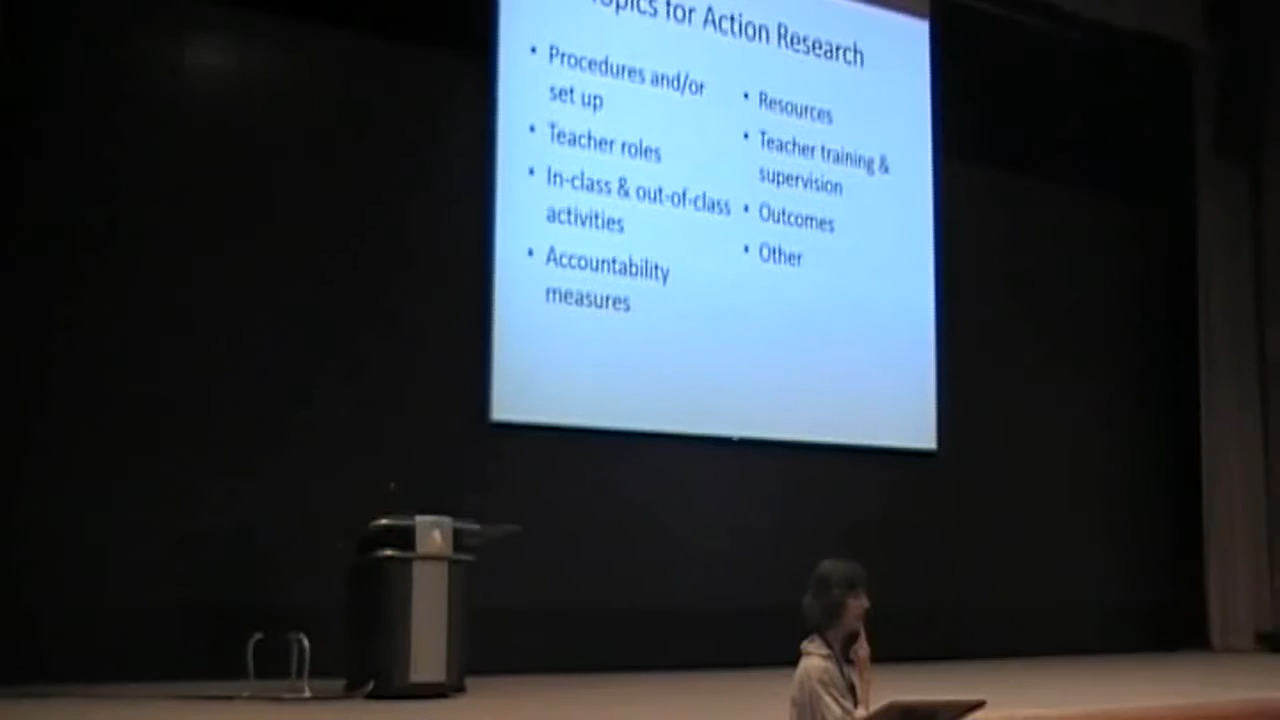 Topics for Action Research
• Procedures and/or
set up
• Teacher roles
• In-class & out-of-class
activities
• Accountability
measures
• Resources
• Teacher training &
supervision
• Outcomes
• Other